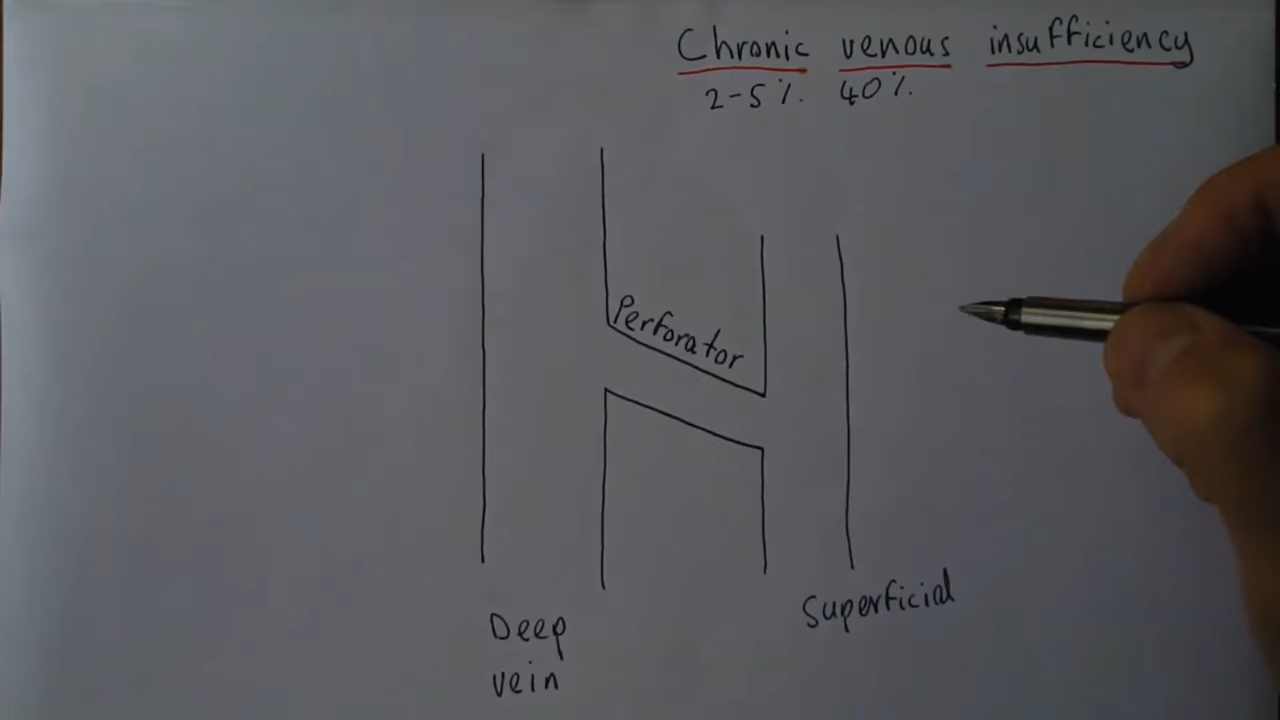 Chronic venous insufficiency
2-5%. 40%.
Perforator
Superficial
Deep
vein